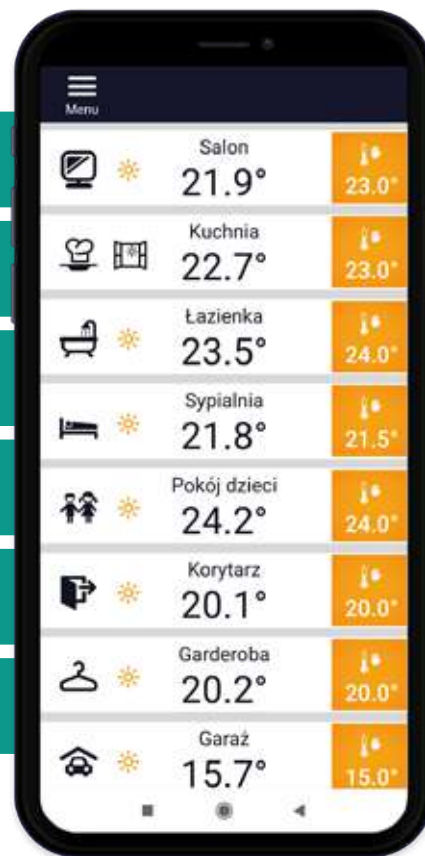 Menu
Salon
21.9°
23.0°
Kuchnia
22.7°
23.0°
Łazienka
23.5°
24.0°
Sypialnia
21.8°
21.5°
Pokój dzieci
24.2°
24.0°
Korytarz
20.1°
20.0°
Garderoba
20.2°
20.0°
Garaż
15.7°
15.0°